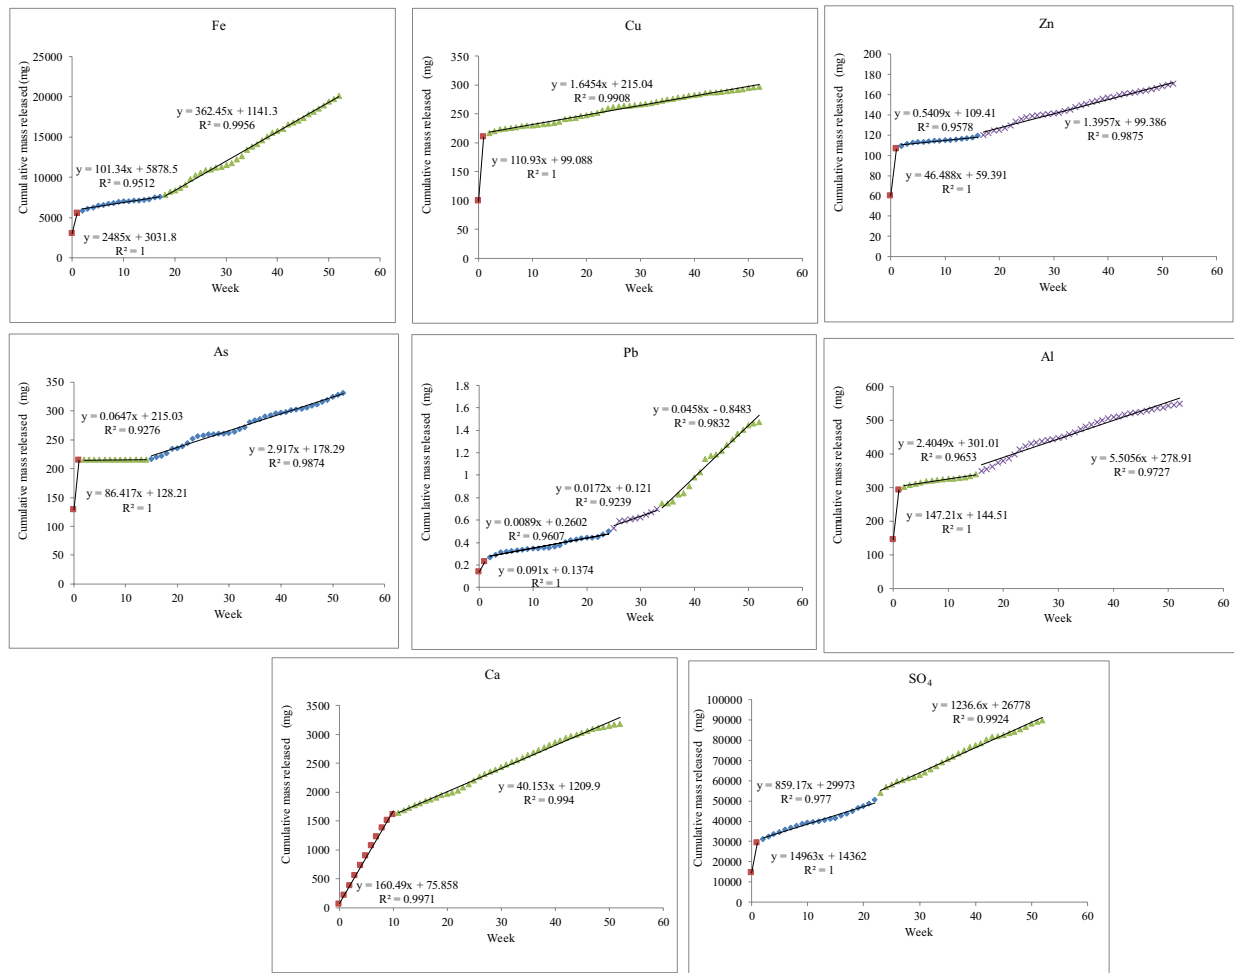 Fe
Cumulative mass released (mg)
25000
20000
15000
10000
5000
0
y = 362.45x + 1141.3
R² = 0.9956
y = 101.34x + 5878.5
R² = 0.9512
y = 2485x + 3031.8
R² = 1
0 10 20 30 40 50 60
Week
Cu
Cumulative mass released (mg)
350
300
250
200
150
100
50
0
y = 1.6454x + 215.04
R² = 0.9908
y = 110.93x + 99.088
R² = 1
0 10 20 30 40 50 60
Week
Zn
Cumulative mass released (mg)
200
180
160
140
120
100
80
60
40
20
0
y = 0.5409x + 109.41
R² = 0.9578
y = 1.3957x + 99.386
R² = 0.9875
y = 46.488x + 59.391
R² = 1
0 10 20 30 40 50 60
Week
As
Cumulative mass released (mg)
350
300
250
200
150
100
50
0
y = 0.0647x + 215.03
R² = 0.9276
y = 2.917x + 178.29
R² = 0.9874
y = 86.417x + 128.21
R² = 1
0 10 20 30 40 50 60
Week
Pb
Cumulative mass released (mg)
1.8
1.6
1.4
1.2
1
0.8
0.6
0.4
0.2
0
y = 0.0458x - 0.8483
R² = 0.9832
y = 0.0172x + 0.121
R² = 0.9239
y = 0.0089x + 0.2602
R² = 0.9607
y = 0.091x + 0.1374
R² = 1
0 10 20 30 40 50 60
Week
Al
Cumulative mass released (mg)
600
500
400
300
200
100
0
y = 2.4049x + 301.01
R² = 0.9653
y = 5.5056x + 278.91
R² = 0.9727
y = 147.21x + 144.51
R² = 1
0 10 20 30 40 50 60
Week
Ca
Cumulative mass released (mg)
3500
3000
2500
2000
1500
1000
500
0
y = 40.153x + 1209.9
R² = 0.994
y = 160.49x + 75.858
R² = 0.9971
0 10 20 30 40 50 60
Week
SO₄
Cumulative mass released (mg)
100000
90000
80000
70000
60000
50000
40000
30000
20000
10000
0
y = 1236.6x + 26778
R² = 0.9924
y = 859.17x + 29973
R² = 0.977
y = 14963x + 14362
R² = 1
0 10 20 30 40 50 60
Week